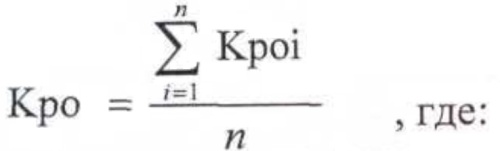 n
∑ Кроi
i=1
Кро = ———— , где:
n